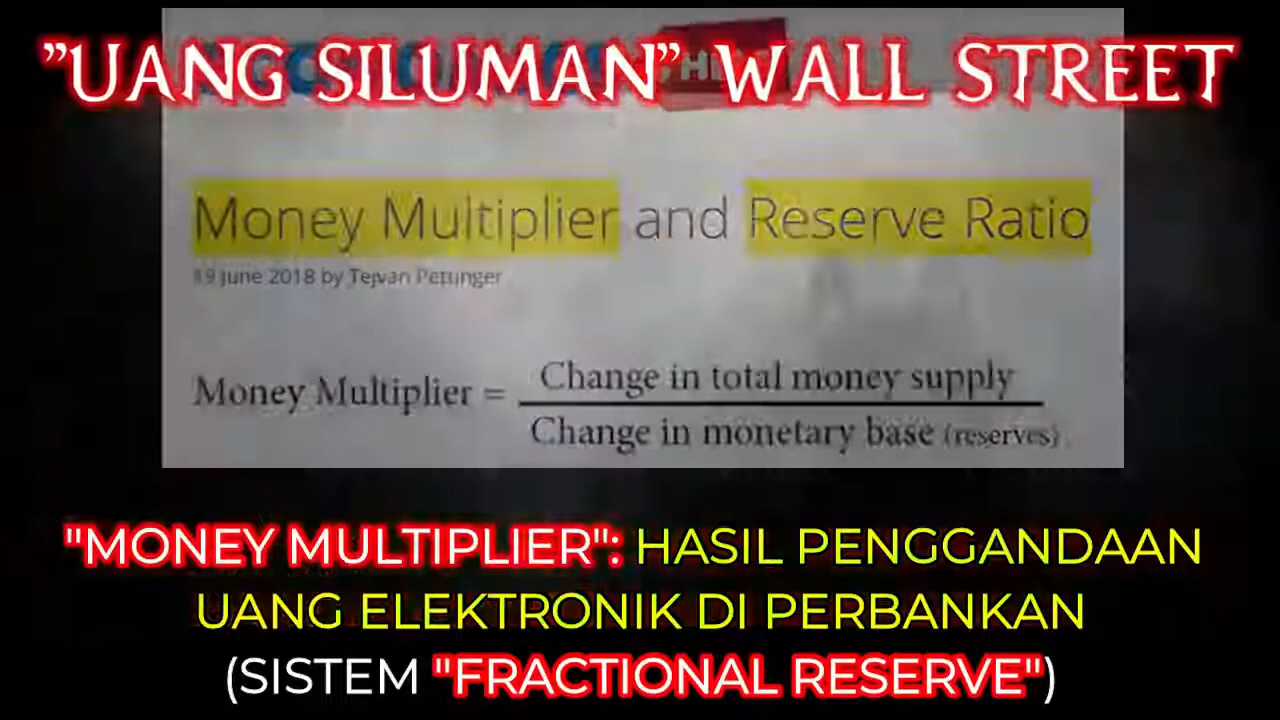 "UANG SILUMAN" WALL STREET
Money Multiplier and Reserve Ratio
19 June 2018 by Tejvan Pettinger
Money Multiplier = Change in total money supply
Change in monetary base (reserves)
"MONEY MULTIPLIER": HASIL PENGGANDAAN
UANG ELEKTRONIK DI PERBANKAN
(SISTEM "FRACTIONAL RESERVE")